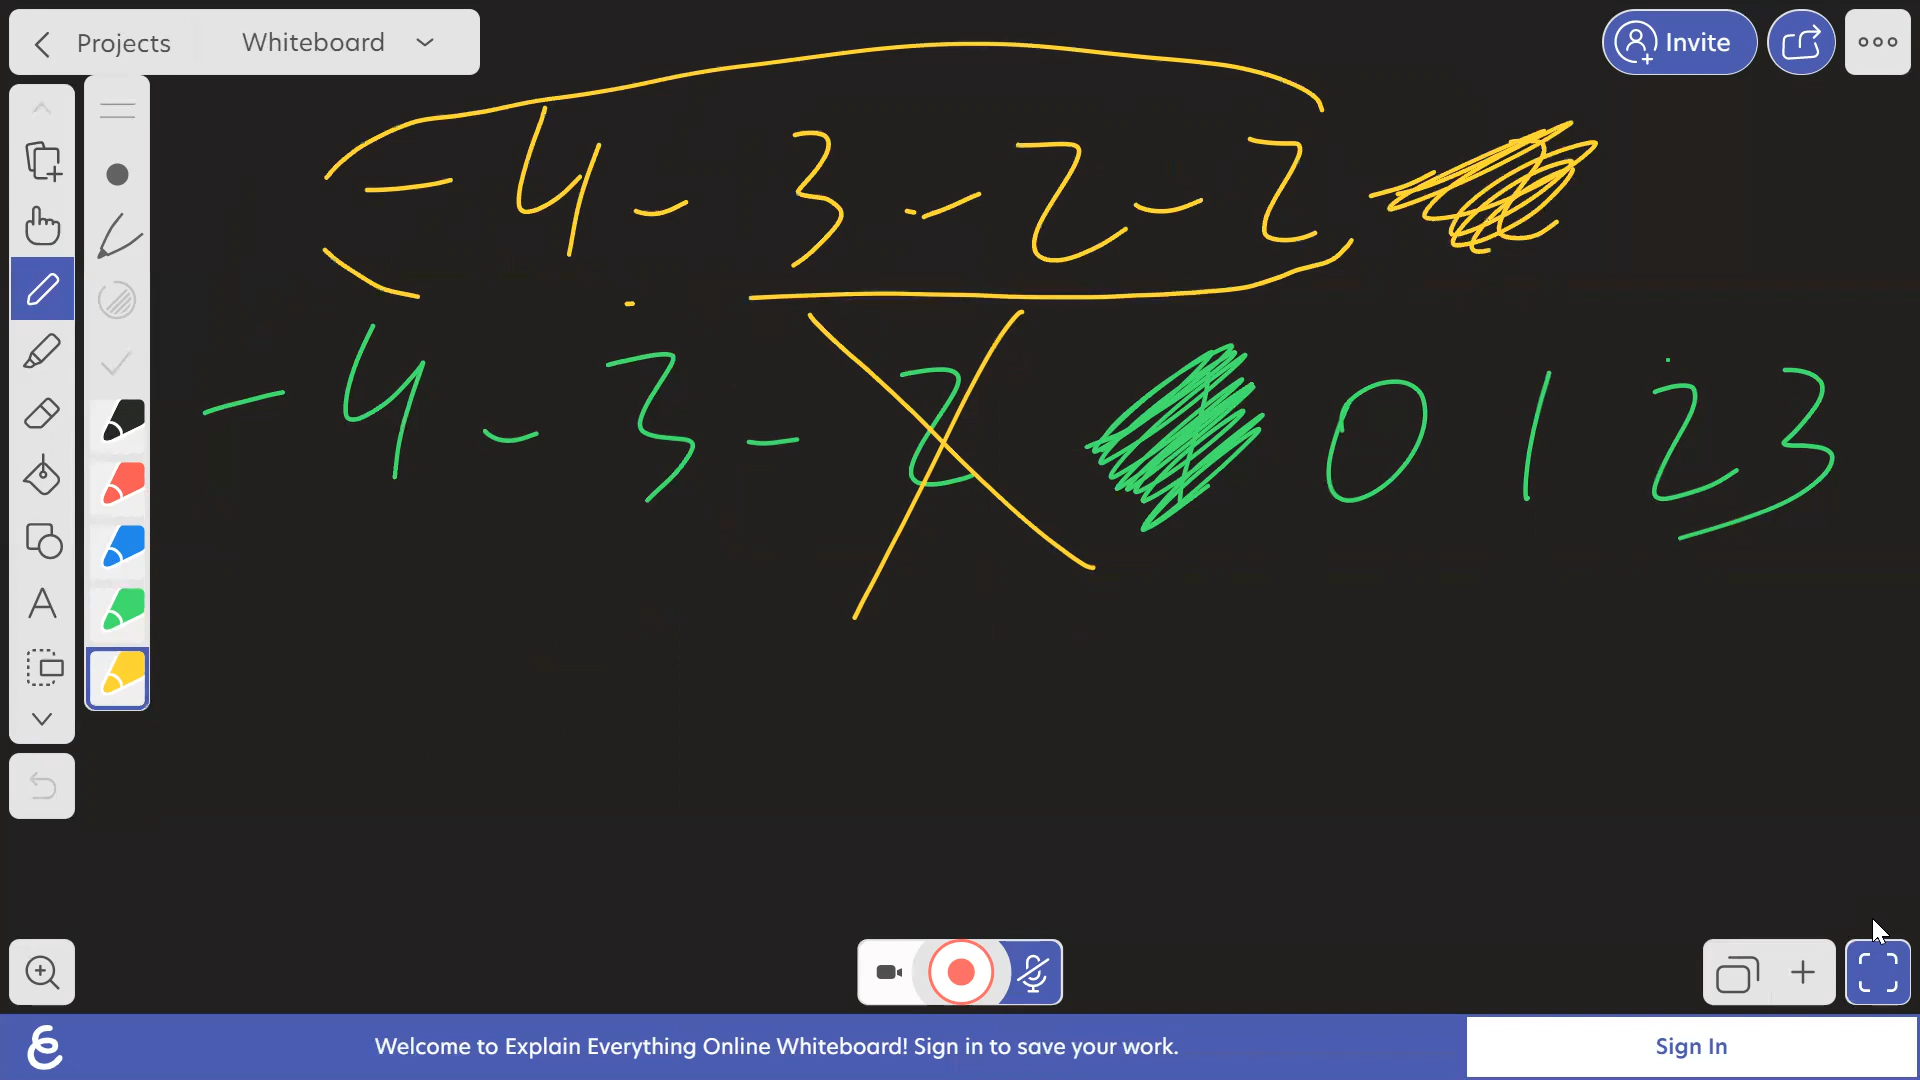 Projects Whiteboard Invite
-4 -3 -2 -2
-4 -3 -2 0 1 2 3
A
Welcome to Explain Everything Online Whiteboard! Sign in to save your work. Sign In